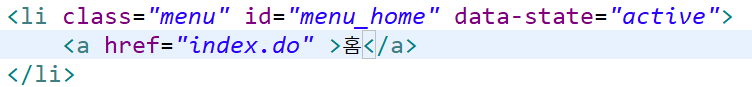 <li class="menu" id="menu_home" data-state="active">
<a href="index.do" >홈</a>
</li>